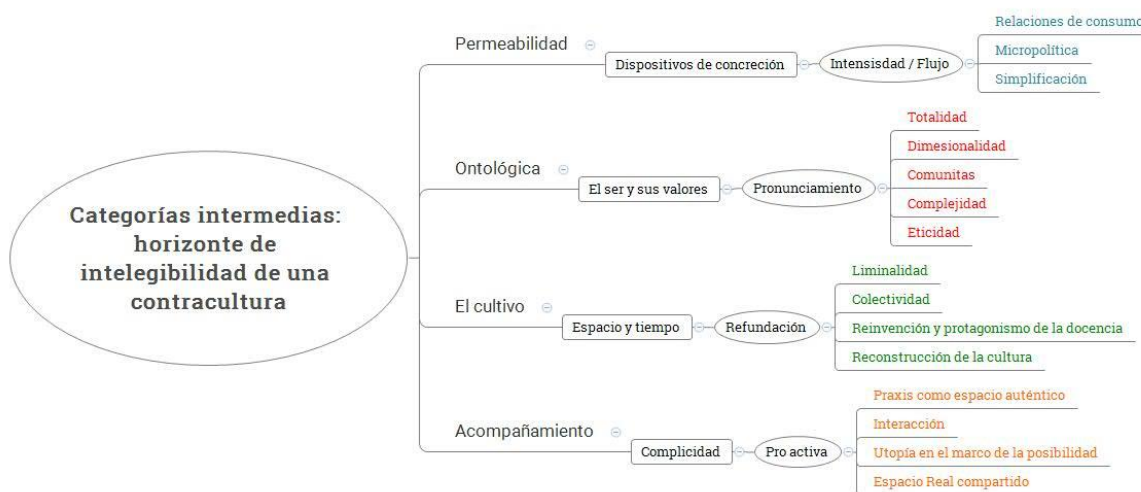 Categorías intermedias:
horizonte de
intelegibilidad de una
contracultura
Permeabilidad
Dispositivos de concreción
Intensisdad / Flujo
Relaciones de consumo
Micropolítica
Simplificación
Ontológica
El ser y sus valores
Pronunciamiento
Totalidad
Dimesionalidad
Comunitas
Complejidad
Eticidad
El cultivo
Espacio y tiempo
Refundación
Liminalidad
Colectividad
Reinvención y protagonismo de la docencia
Reconstrucción de la cultura
Acompañamiento
Complicidad
Pro activa
Praxis como espacio auténtico
Interacción
Utopía en el marco de la posibilidad
Espacio Real compartido